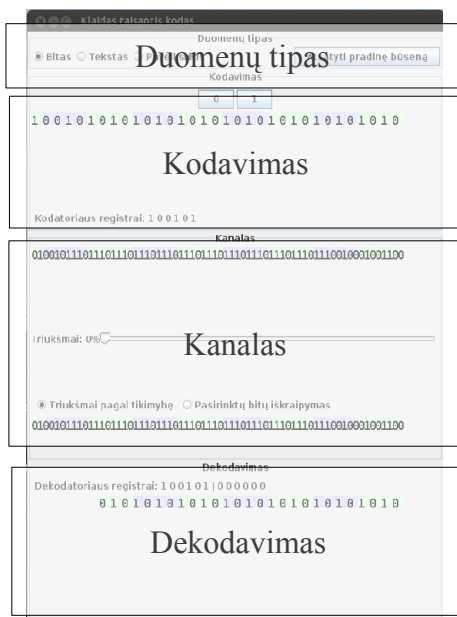 Klaidas taisantis kodas
Duomenų tipas
Bitas Tekstas
Duomenų tipas
pradinę būseną
Kodavimas
0 1
1 0 0 1 0 1 0 1 0 1 0 1 0 1 0 1 0 1 0 1 0 1 0 1 0 1 0 1 0 1 0 1 0
Kodavimas
Kodatoriaus registrai: 1 0 0 1 0 1
Kanalas
Triukšmai: 0%
Kanalas
Triukšmai pagal tikimybę Pasirinktų bitų iškraipymas
Dekodavimas
Dekodatoriaus registrai: 1 0 0 1 0 1 | 0 0 0 0 0 0
0 1 0 1 0 1 0 1 0 1 0 1 0 1 0 1 0 1 0 1 0 1 0 1 0 1 0
Dekodavimas